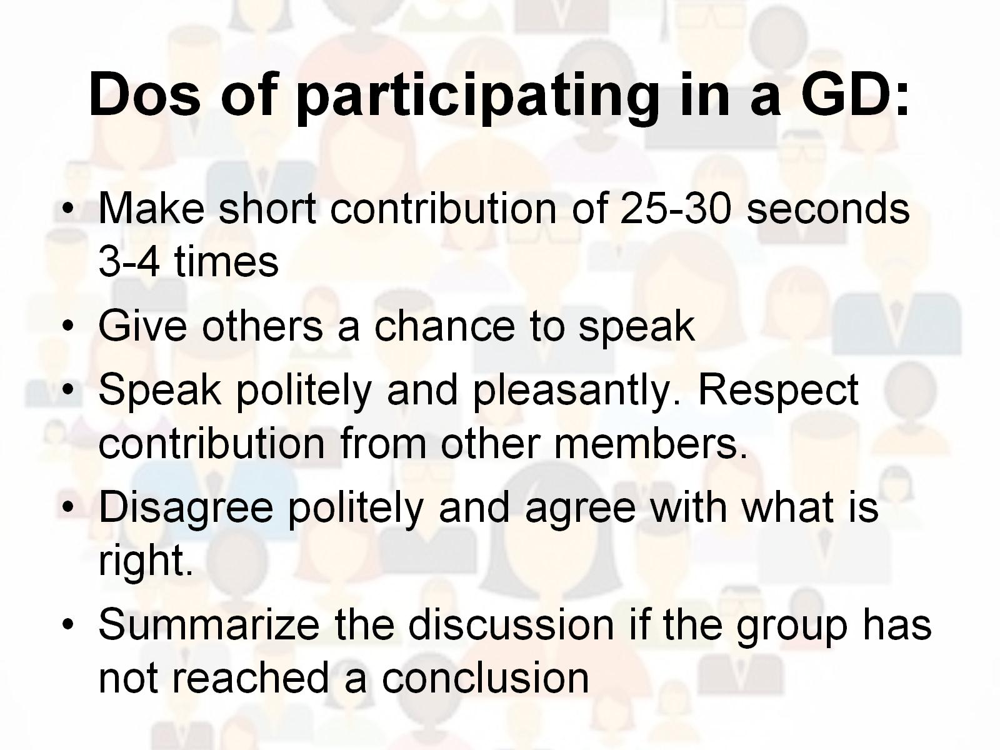 Dos of participating in a GD:
• Make short contribution of 25-30 seconds
3-4 times
• Give others a chance to speak
• Speak politely and pleasantly. Respect
contribution from other members.
• Disagree politely and agree with what is
right.
• Summarize the discussion if the group has
not reached a conclusion